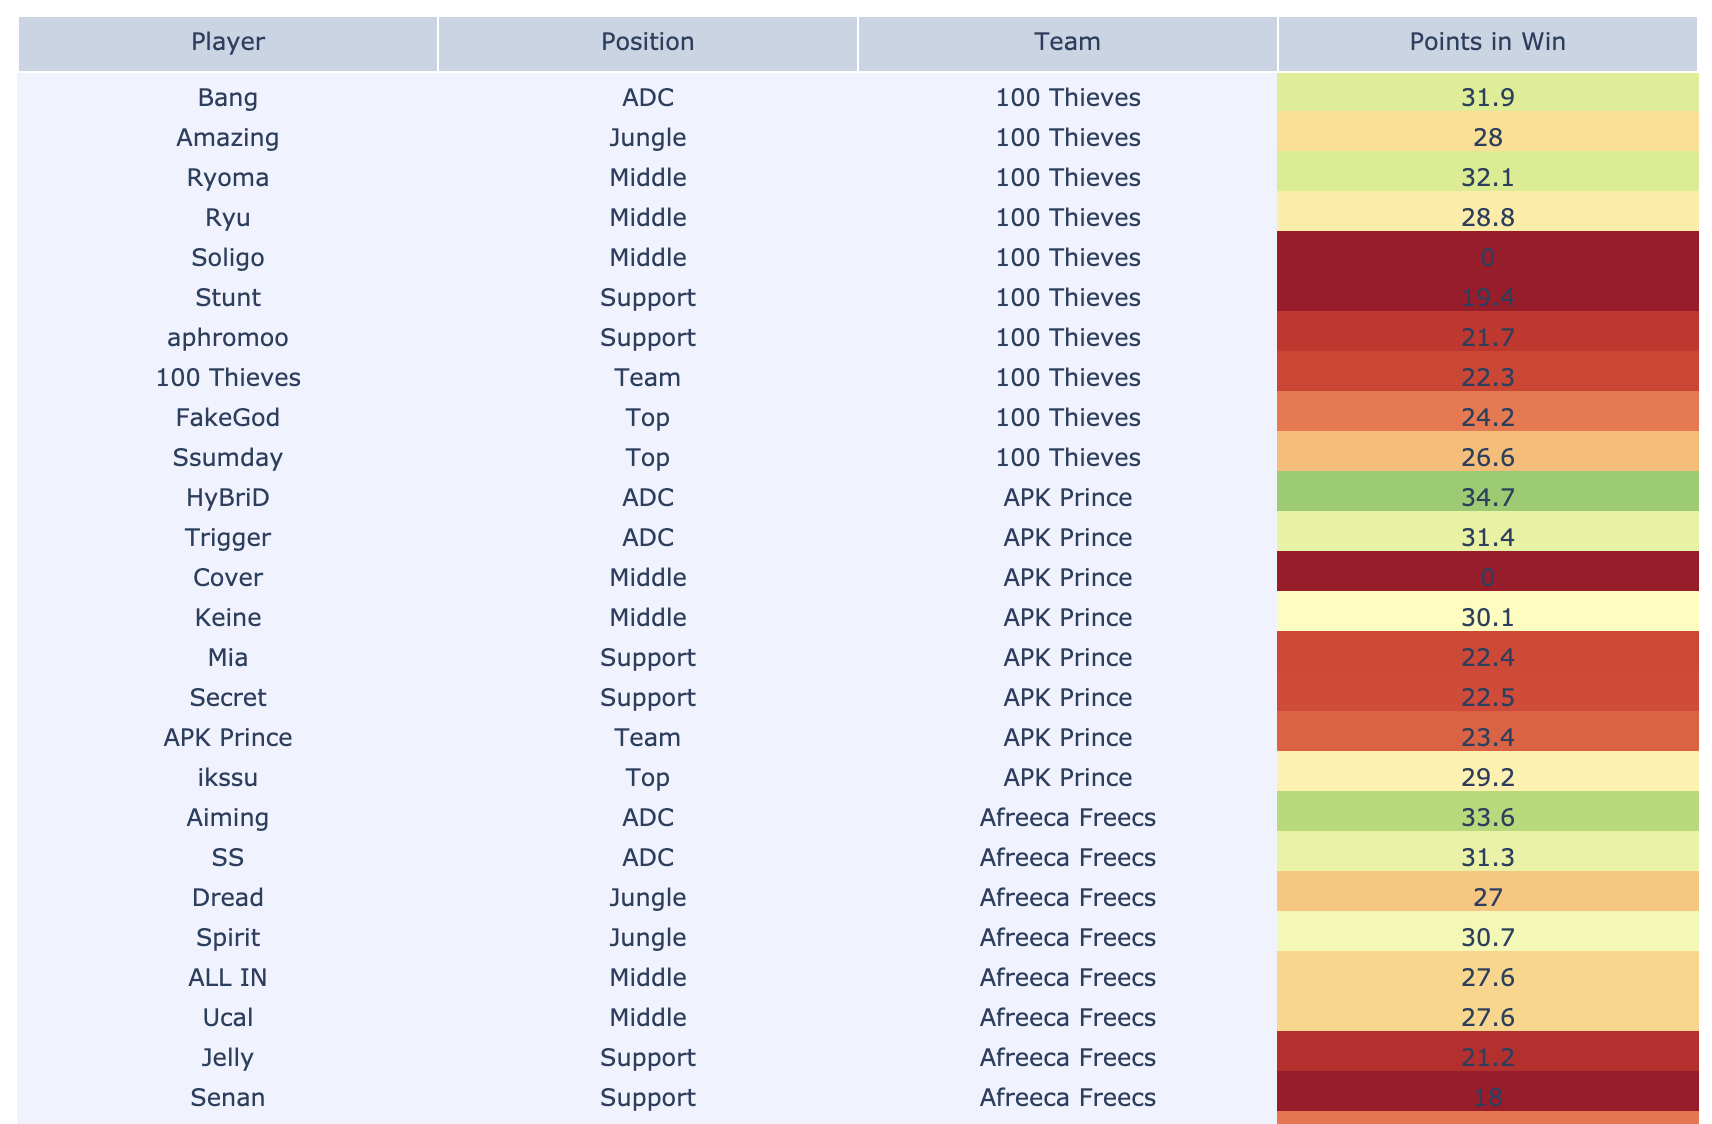 Player Position Team Points in Win
Bang ADC 100 Thieves 31.9
Amazing Jungle 100 Thieves 28
Ryoma Middle 100 Thieves 32.1
Ryu Middle 100 Thieves 28.8
Soligo Middle 100 Thieves 0
Stunt Support 100 Thieves 19.4
aphromoo Support 100 Thieves 21.7
100 Thieves Team 100 Thieves 22.3
FakeGod Top 100 Thieves 24.2
Ssumday Top 100 Thieves 26.6
HyBriD ADC APK Prince 34.7
Trigger ADC APK Prince 31.4
Cover Middle APK Prince 0
Keine Middle APK Prince 30.1
Mia Support APK Prince 22.4
Secret Support APK Prince 22.5
APK Prince Team APK Prince 23.4
ikssu Top APK Prince 29.2
Aiming ADC Afreeca Freecs 33.6
SS ADC Afreeca Freecs 31.3
Dread Jungle Afreeca Freecs 27
Spirit Jungle Afreeca Freecs 30.7
ALL IN Middle Afreeca Freecs 27.6
Ucal Middle Afreeca Freecs 27.6
Jelly Support Afreeca Freecs 21.2
Senan Support Afreeca Freecs 18